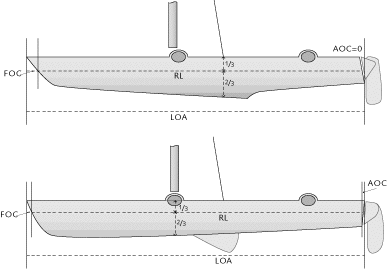 AOC=0
1/3
FOC
RL
2/3
LOA
AOC
1/3
FOC
RL
2/3
LOA